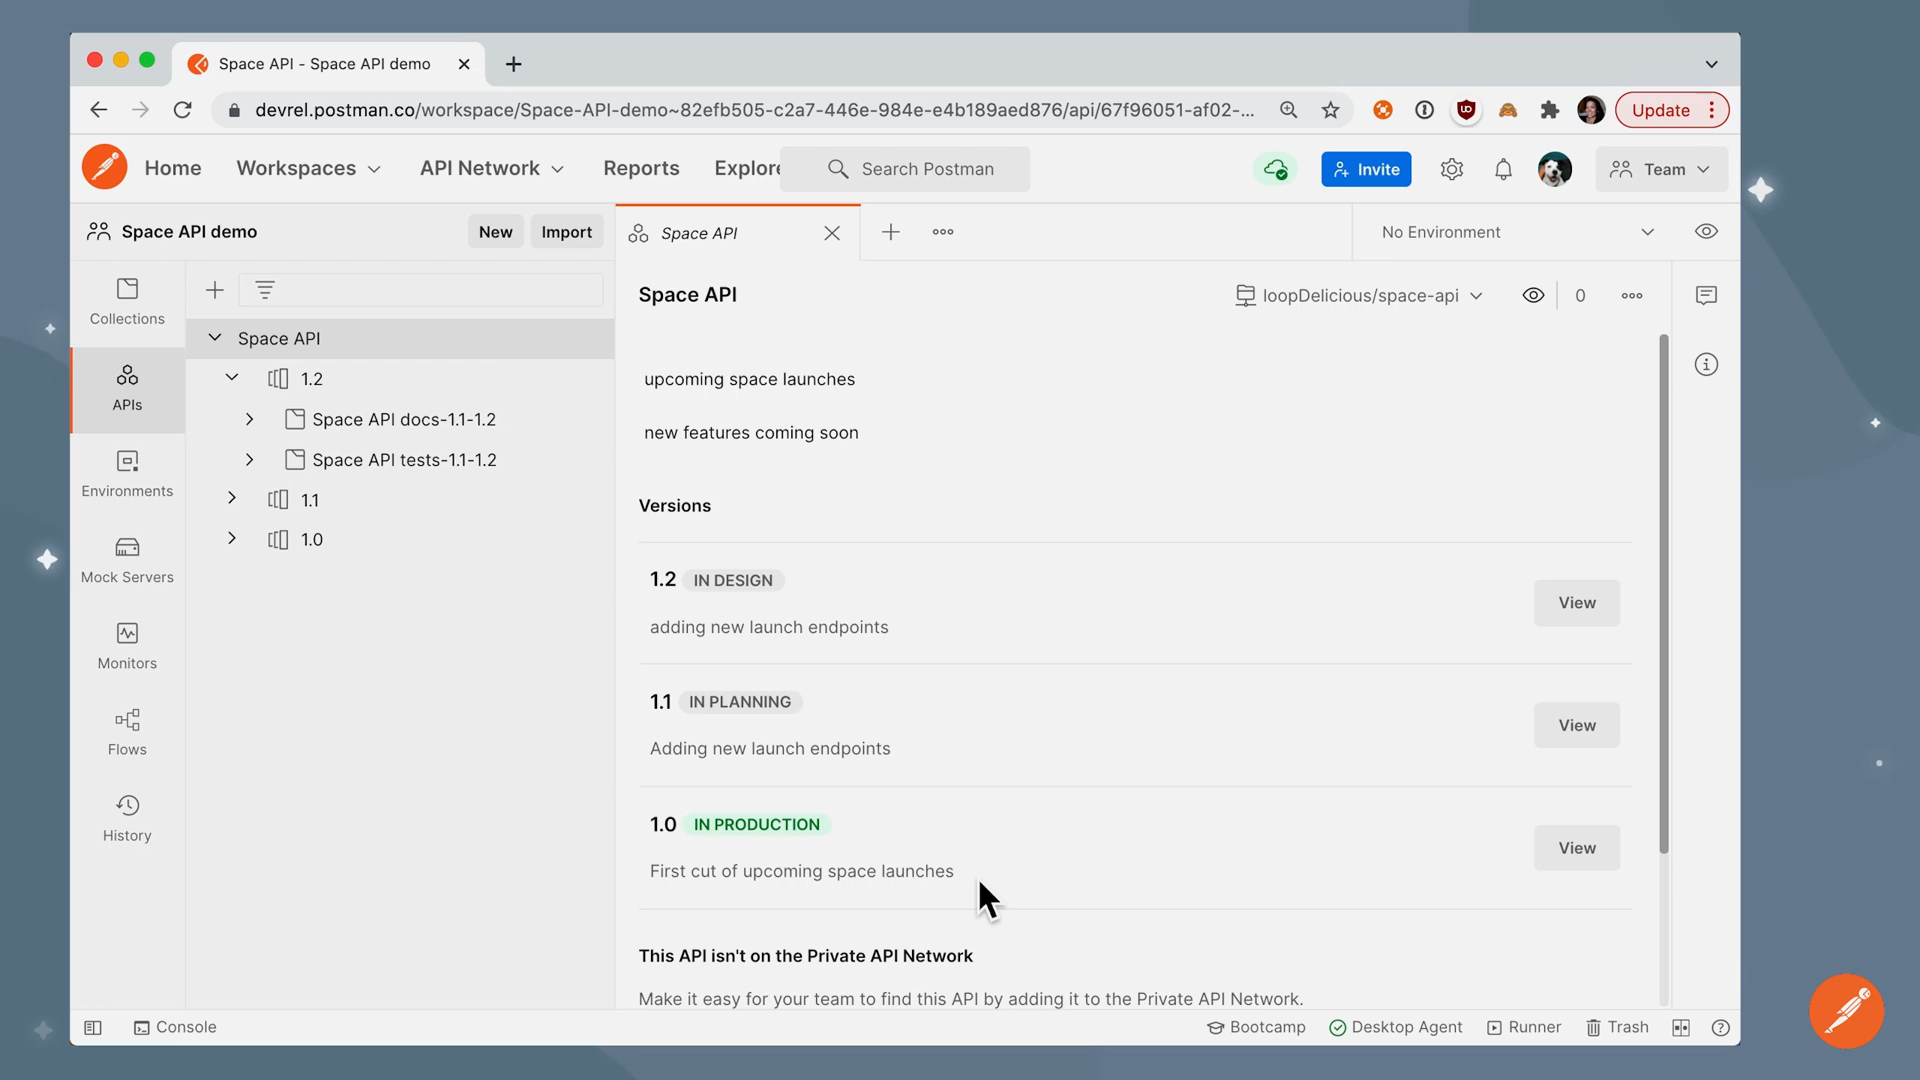 Space API - Space API demo
devrel.postman.co/workspace/Space-API-demo~82efb505-c2a7-446e-984e-e4b189aed876/api/67f96051-af02-...
Update
Home
Workspaces
API Network
Reports
Explore
Search Postman
Invite
Team
Space API demo
New
Import
Space API
No Environment
Collections
APIs
Environments
Mock Servers
Monitors
Flows
History
Space API
1.2
Space API docs-1.1-1.2
Space API tests-1.1-1.2
1.1
1.0
Space API
loopDelicious/space-api
0
upcoming space launches
new features coming soon
Versions
1.2 IN DESIGN
adding new launch endpoints
View
1.1 IN PLANNING
Adding new launch endpoints
View
1.0 IN PRODUCTION
First cut of upcoming space launches
View
This API isn't on the Private API Network
Make it easy for your team to find this API by adding it to the Private API Network.
Console
Bootcamp
Desktop Agent
Runner
Trash